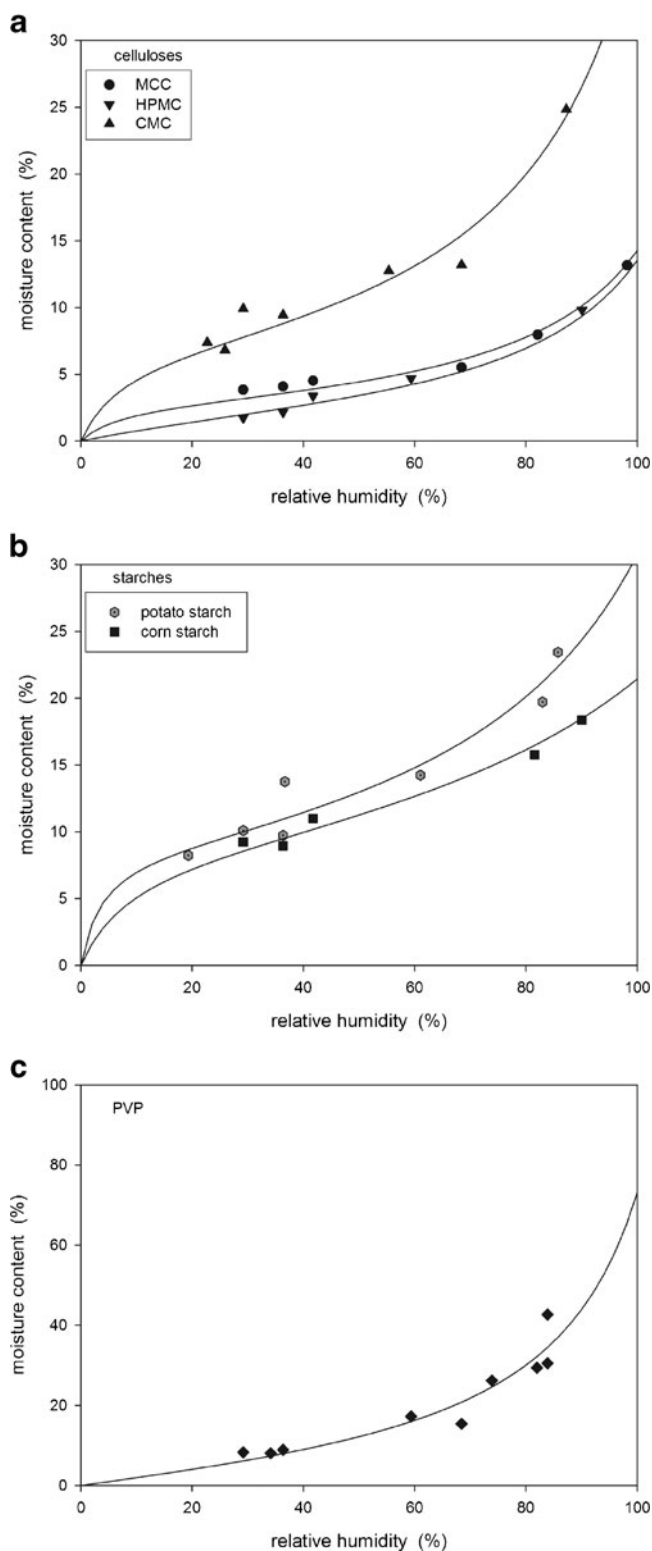 a
celluloses
MCC
HPMC
CMC
30
25
20
15
10
5
0
moisture content (%)
0 20 40 60 80 100
relative humidity (%)
b
starches
potato starch
corn starch
30
25
20
15
10
5
0
moisture content (%)
0 20 40 60 80 100
relative humidity (%)
c
PVP
100
80
60
40
20
0
moisture content (%)
0 20 40 60 80 100
relative humidity (%)